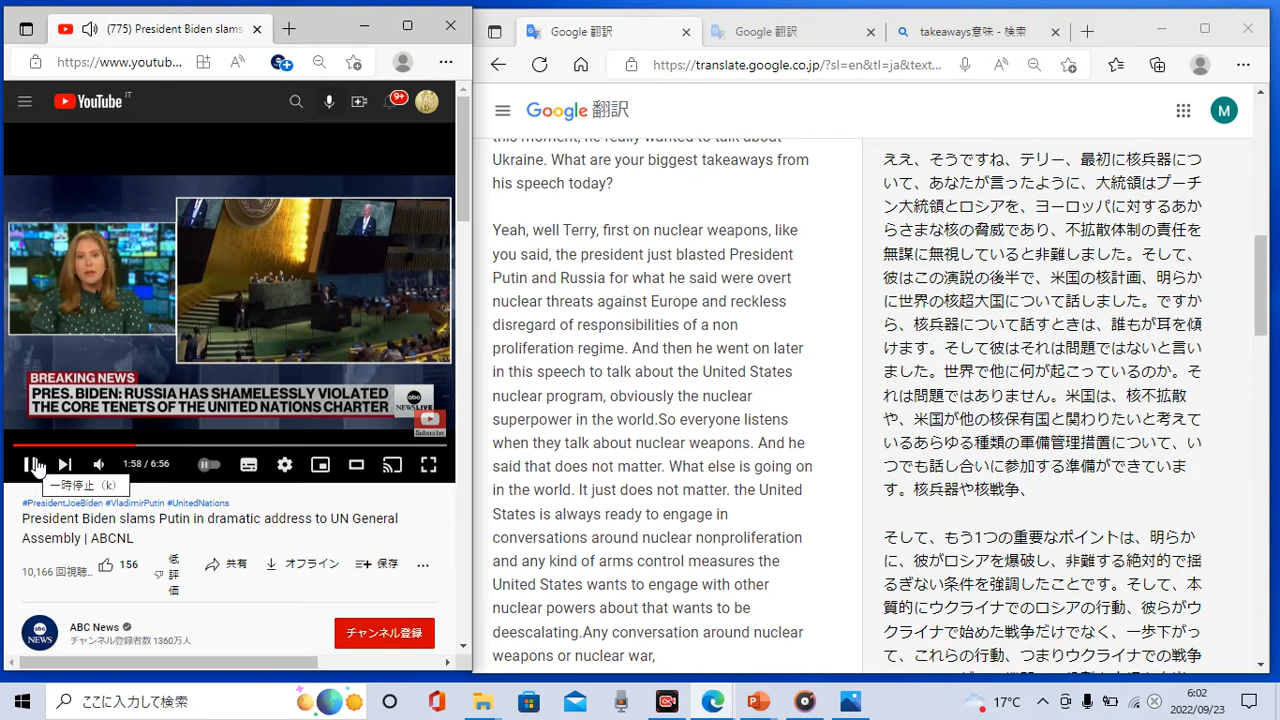 (775) President Biden slams
https://www.youtub...
YouTube IT
9+
BREAKING NEWS
PRES. BIDEN: RUSSIA HAS SHAMELESSLY VIOLATED
THE CORE TENETS OF THE UNITED NATIONS CHARTER
abc
NEWS LIVE
Subscribe
1:58 / 6:56
一時停止（k）
#PresidentJoeBiden #VladimirPutin #UnitedNations
President Biden slams Putin in dramatic address to UN General
Assembly | ABCNL
10,166 回視聴...
156
低
評
価
共有
オフライン
保存
abc
NEWS
ABC News
チャンネル登録者数 1360万人
チャンネル登録
Google 翻訳
Google 翻訳
takeaways意味 - 検索
https://translate.google.co.jp/?sl=en&tl=ja&text...
Google 翻訳
M
this moment, he really wanted to talk about
Ukraine. What are your biggest takeaways from
his speech today?
Yeah, well Terry, first on nuclear weapons, like
you said, the president just blasted President
Putin and Russia for what he said were overt
nuclear threats against Europe and reckless
disregard of responsibilities of a non
proliferation regime. And then he went on later
in this speech to talk about the United States
nuclear program, obviously the nuclear
superpower in the world.So everyone listens
when they talk about nuclear weapons. And he
said that does not matter. What else is going on
in the world. It just does not matter. the United
States is always ready to engage in
conversations around nuclear nonproliferation
and any kind of arms control measures the
United States wants to engage with other
nuclear powers about that wants to be
deescalating.Any conversation around nuclear
weapons or nuclear war,
ええ、そうですね、テリー、最初に核兵器につ
いて、あなたが言ったように、大統領はプーチ
ン大統領とロシアを、ヨーロッパに対するあか
らさまな核の脅威であり、不拡散体制の責任を
無謀に無視していると非難しました。そして、
彼はこの演説の後半で、米国の核計画、明らか
に世界の核超大国について話しました。ですか
ら、核兵器について話すときは、誰もが耳を傾
けます。そして彼はそれは問題ではないと言い
ました。世界で他に何が起こっているのか。そ
れは問題ではありません。米国は、核不拡散
や、米国が他の核保有国と関わりたいと考えて
いるあらゆる種類の軍備管理措置について、い
つでも話し合いに参加する準備ができていま
す。核兵器や核戦争、
そして、もう1つの重要なポイントは、明らか
に、彼がロシアを爆破し、非難する絶対的で揺
るぎない条件を強調したことです。そして、本
質的にウクライナでのロシアの行動、彼らがウ
クライナで始めた戦争だけでなく、一歩下がっ
て、これらの行動、つまりウクライナでの戦争
ここに入力して検索
17°C
6:02
2022/09/23